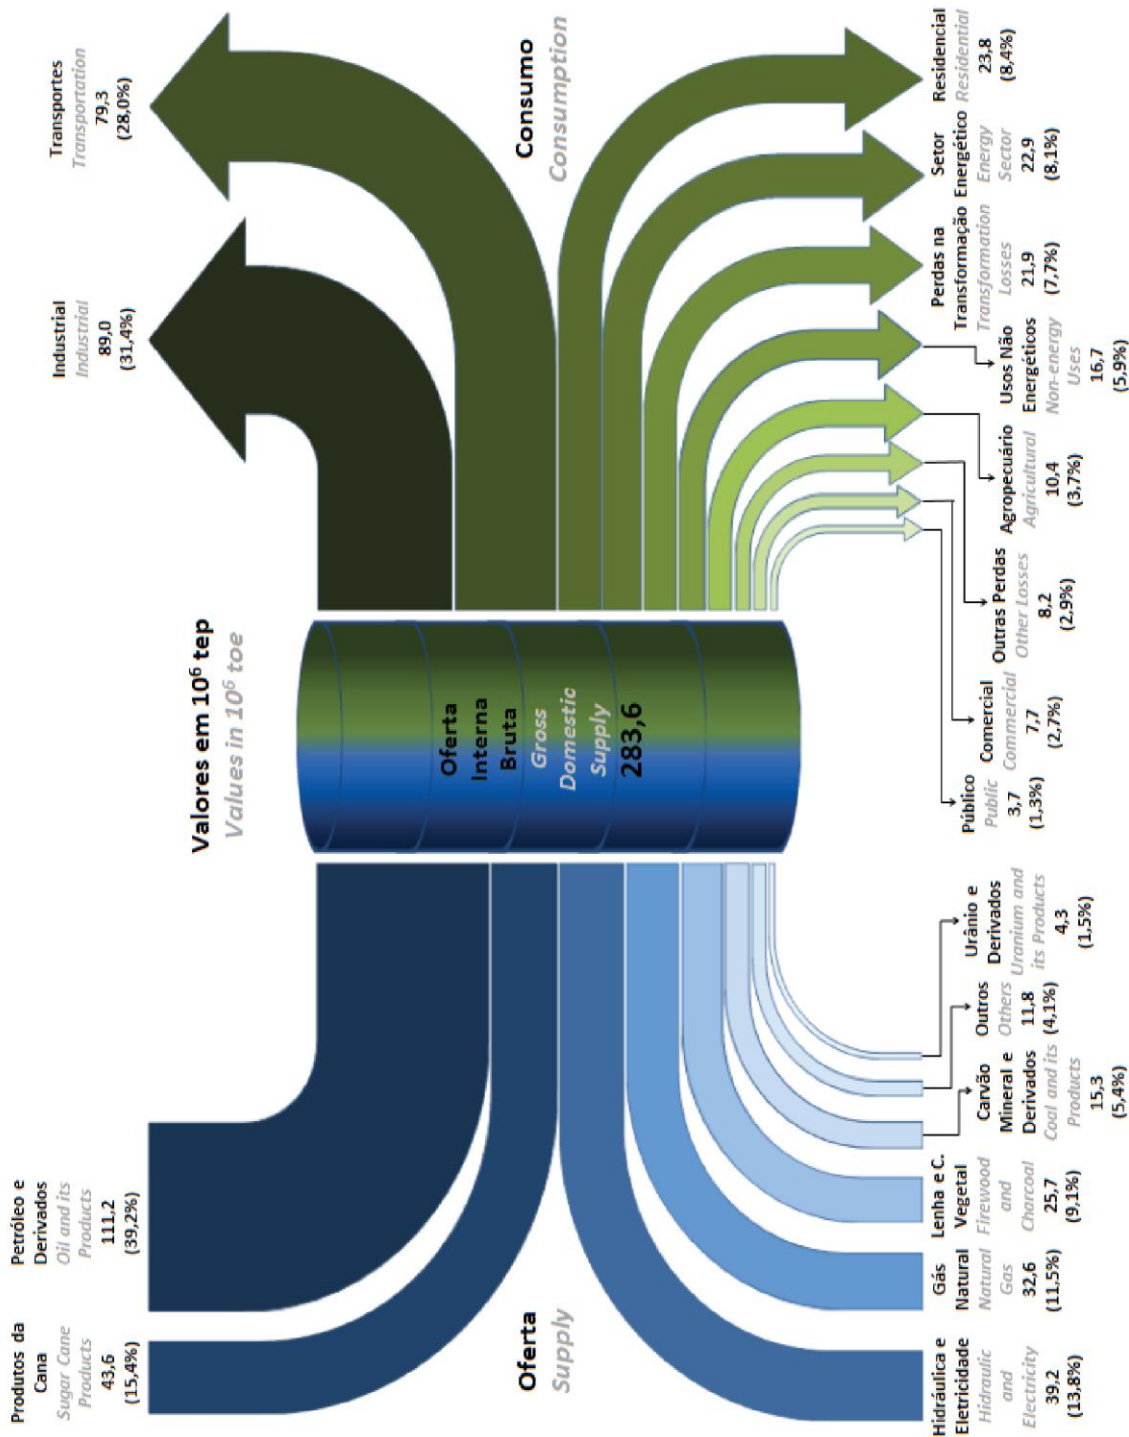 Valores em 10⁶ tep
Values in 10⁶ toe
Produtos da
Cana
Sugar Cane
Products
43,6
(15,4%)
Petróleo e
Derivados
Oil and its
Products
111,2
(39,2%)
Industrial
Industrial
89,0
(31,4%)
Transportes
Transportation
79,3
(28,0%)
Oferta
Supply
Oferta
Interna
Bruta
Gross
Domestic
Supply
283,6
Consumo
Consumption
Hidráulica e
Eletricidade
Hidraulic
and
Electricity
39,2
(13,8%)
Gás
Natural
Natural
Gas
32,6
(11,5%)
Lenha e C.
Vegetal
Firewood
and
Charcoal
25,7
(9,1%)
Carvão
Mineral e
Derivados
Coal and its
Products
15,3
(5,4%)
Outros
Others
11,8
(4,1%)
Urânio e
Derivados
Uranium and
its Products
4,3
(1,5%)
Público
Public
3,7
(1,3%)
Comercial
Commercial
7,7
(2,7%)
Outras Perdas
Other Losses
8,2
(2,9%)
Agropecuário
Agricultural
10,4
(3,7%)
Usos Não
Energéticos
Non-energy
Uses
16,7
(5,9%)
Perdas na
Transformação
Transformation
Losses
21,9
(7,7%)
Setor
Energético
Energy
Sector
22,9
(8,1%)
Residencial
Residential
23,8
(8,4%)